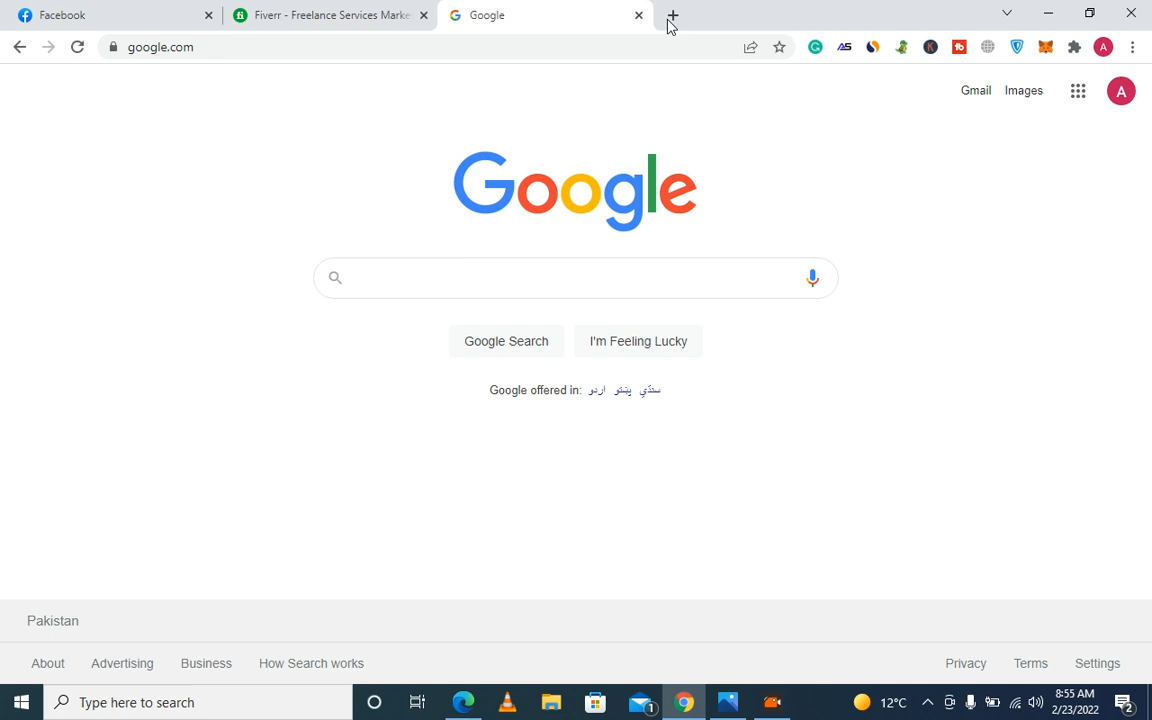 Facebook
Fiverr - Freelance Services Marke
Google
google.com
A
Gmail
Images
A
Google
Google Search
I'm Feeling Lucky
Google offered in: اردو پښتو سنڌي
Pakistan
About
Advertising
Business
How Search works
Privacy
Terms
Settings
Type here to search
1
12°C
8:55 AM
2/23/2022
2